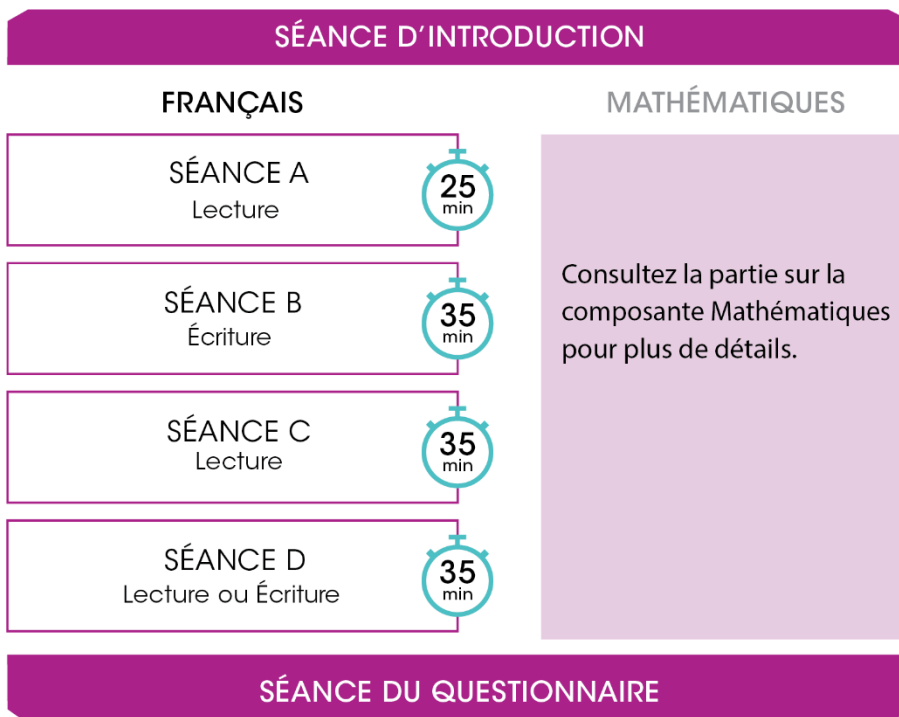 SÉANCE D'INTRODUCTION
FRANÇAIS
SÉANCE A
Lecture
25
min
SÉANCE B
Écriture
35
min
SÉANCE C
Lecture
35
min
SÉANCE D
Lecture ou Écriture
35
min
MATHÉMATIQUES
Consultez la partie sur la
composante Mathématiques
pour plus de détails.
SÉANCE DU QUESTIONNAIRE